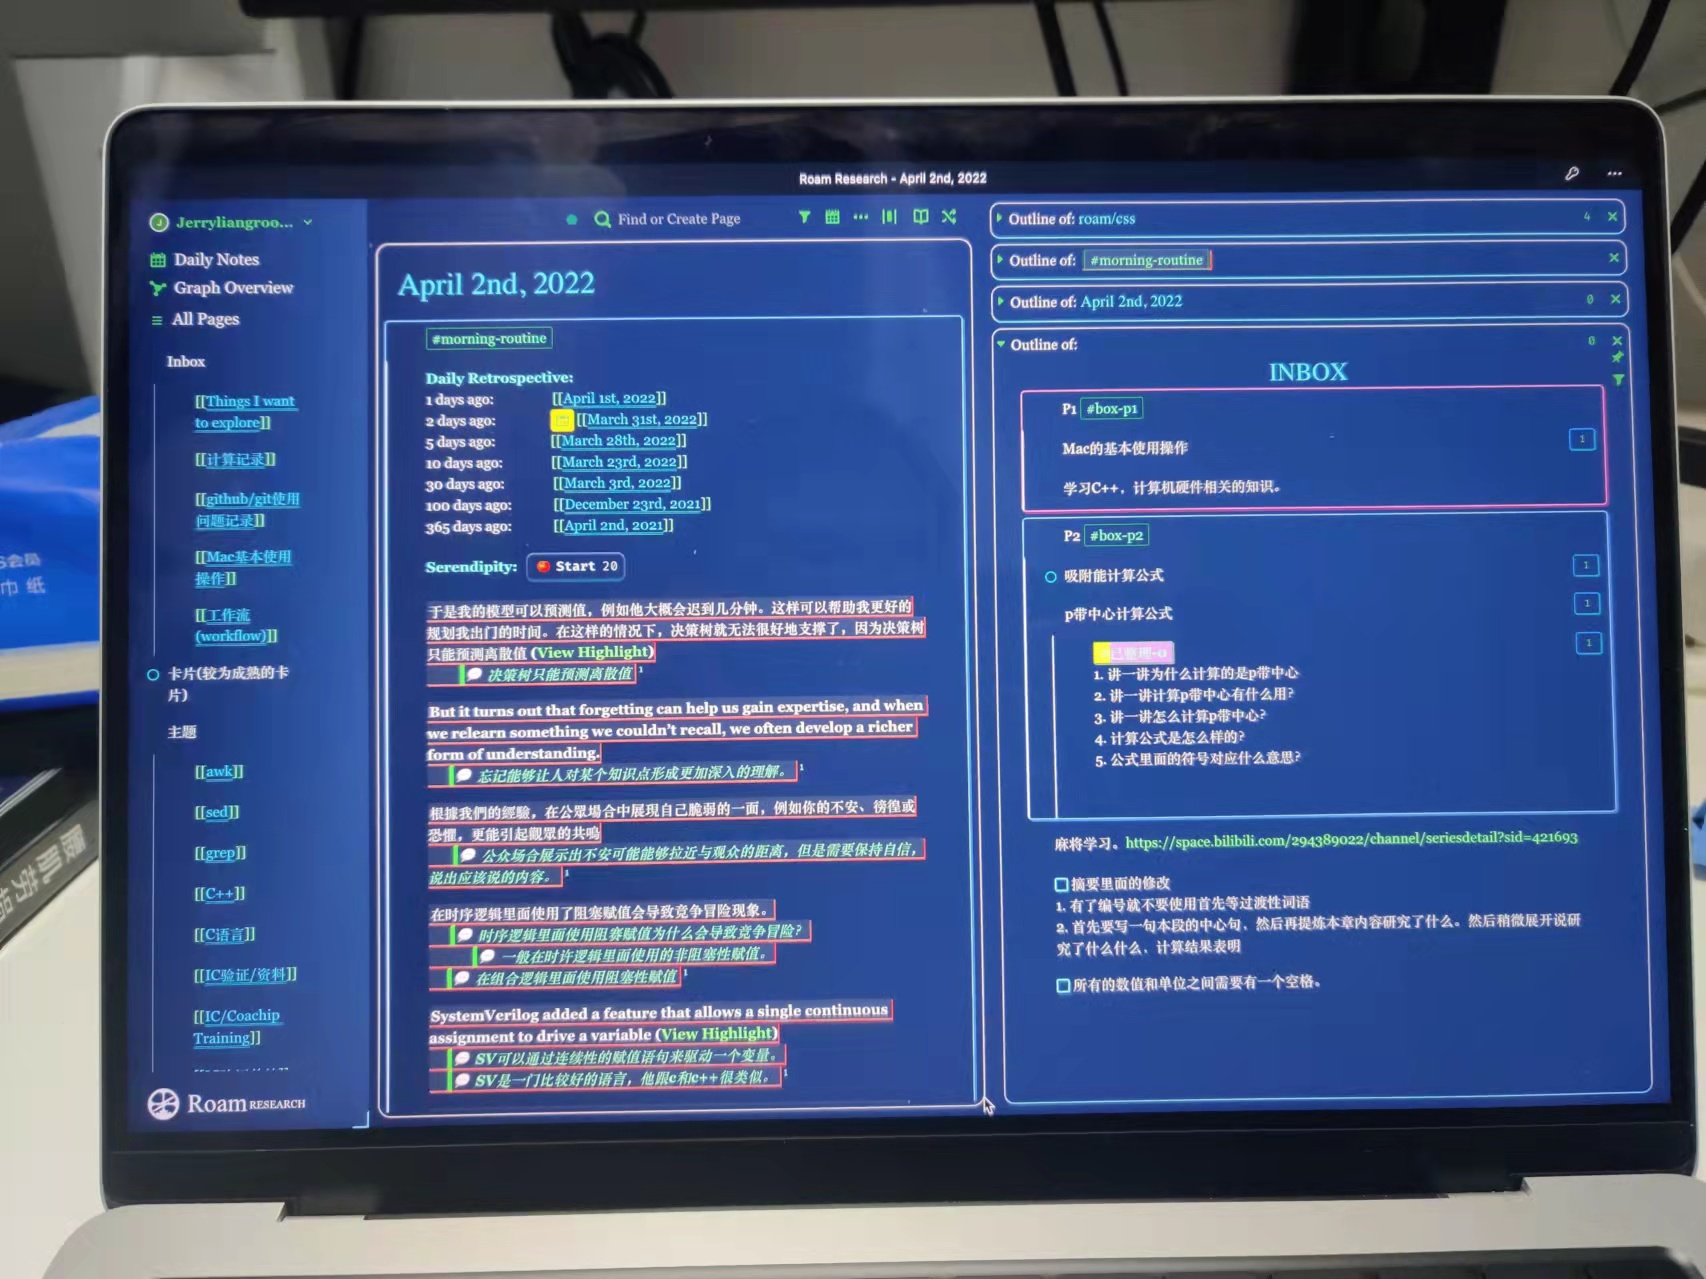 Roam Research - April 2nd, 2022
J Jerryliangroo...
Daily Notes
Graph Overview
All Pages
Inbox
[[Things I want
to explore]]
[[计算记录]]
[[github/git使用
问题记录]]
[[Mac基本使用
操作]]
[[工作流
(workflow)]]
卡片(较为成熟的卡
片)
主题
[[awk]]
[[sed]]
[[grep]]
[[C++]]
[[C语言]]
[[IC验证/资料]]
[[IC/Coachip
Training]]
Roam RESEARCH
Find or Create Page
April 2nd, 2022
#morning-routine
Daily Retrospective:
1 days ago: [[April 1st, 2022]]
2 days ago: [[March 31st, 2022]]
5 days ago: [[March 28th, 2022]]
10 days ago: [[March 23rd, 2022]]
30 days ago: [[March 3rd, 2022]]
100 days ago: [[December 23rd, 2021]]
365 days ago: [[April 2nd, 2021]]
Serendipity: Start 20
于是我的模型可以预测值，例如他大概会迟到几分钟。这样可以帮助我更好的
规划我出门的时间。在这样的情况下，决策树就无法很好地支撑了，因为决策树
只能预测离散值 (View Highlight)
决策树只能预测离散值 1
But it turns out that forgetting can help us gain expertise, and when
we relearn something we couldn't recall, we often develop a richer
form of understanding.
忘记能够让人对某个知识点形成更加深入的理解。 1
根據我們的經驗，在公眾場合中展現自己脆弱的一面，例如你的不安、徬徨或
恐懼，更能引起觀眾的共鳴
公众场合展示出不安可能能够拉近与观众的距离，但是需要保持自信，
说出应该说的内容。 1
在时序逻辑里面使用了阻塞赋值会导致竞争冒险现象。
时序逻辑里面使用阻赛赋值为什么会导致竞争冒险？
一般在时许逻辑里面使用的非阻塞性赋值。
在组合逻辑里面使用阻塞性赋值 1
SystemVerilog added a feature that allows a single continuous
assignment to drive a variable (View Highlight)
SV可以通过连续性的赋值语句来驱动一个变量。
SV是一门比较好的语言，他跟c和c++很类似。 1
Outline of: roam/css 4
Outline of: #morning-routine
Outline of: April 2nd, 2022 0
Outline of: 0
INBOX
P1 #box-p1
Mac的基本使用操作 1
学习C++，计算机硬件相关的知识。
P2 #box-p2
吸附能计算公式 1
p带中心计算公式 1
1
1. 讲一讲为什么计算的是p带中心
2. 讲一讲计算p带中心有什么用?
3. 讲一讲怎么计算p带中心?
4. 计算公式是怎么样的?
5. 公式里面的符号对应什么意思?
麻将学习。https://space.bilibili.com/294389022/channel/seriesdetail?sid=421693
摘要里面的修改
1. 有了编号就不要使用首先等过渡性词语
2. 首先要写一句本段的中心句，然后再提炼本章内容研究了什么。然后稍微展开说研
究了什么什么，计算结果表明
所有的数值和单位之间需要有一个空格。